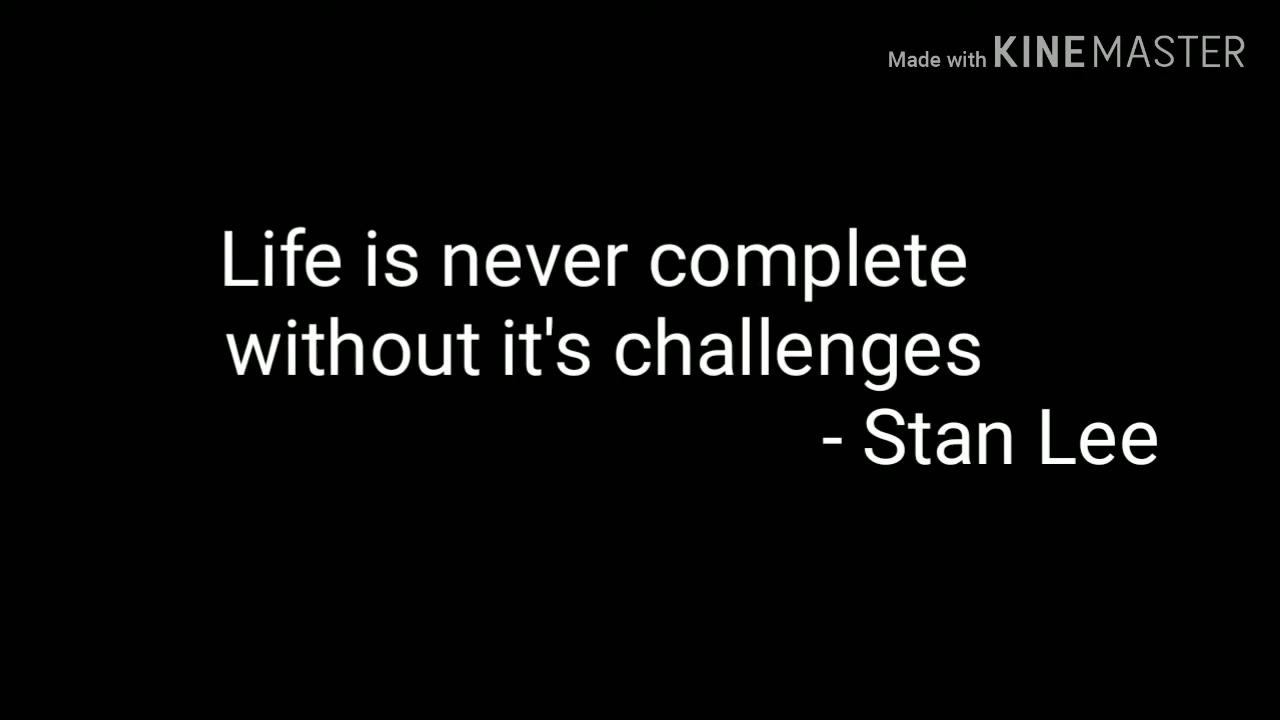 Made with KINEMASTER
Life is never complete
without it's challenges
- Stan Lee